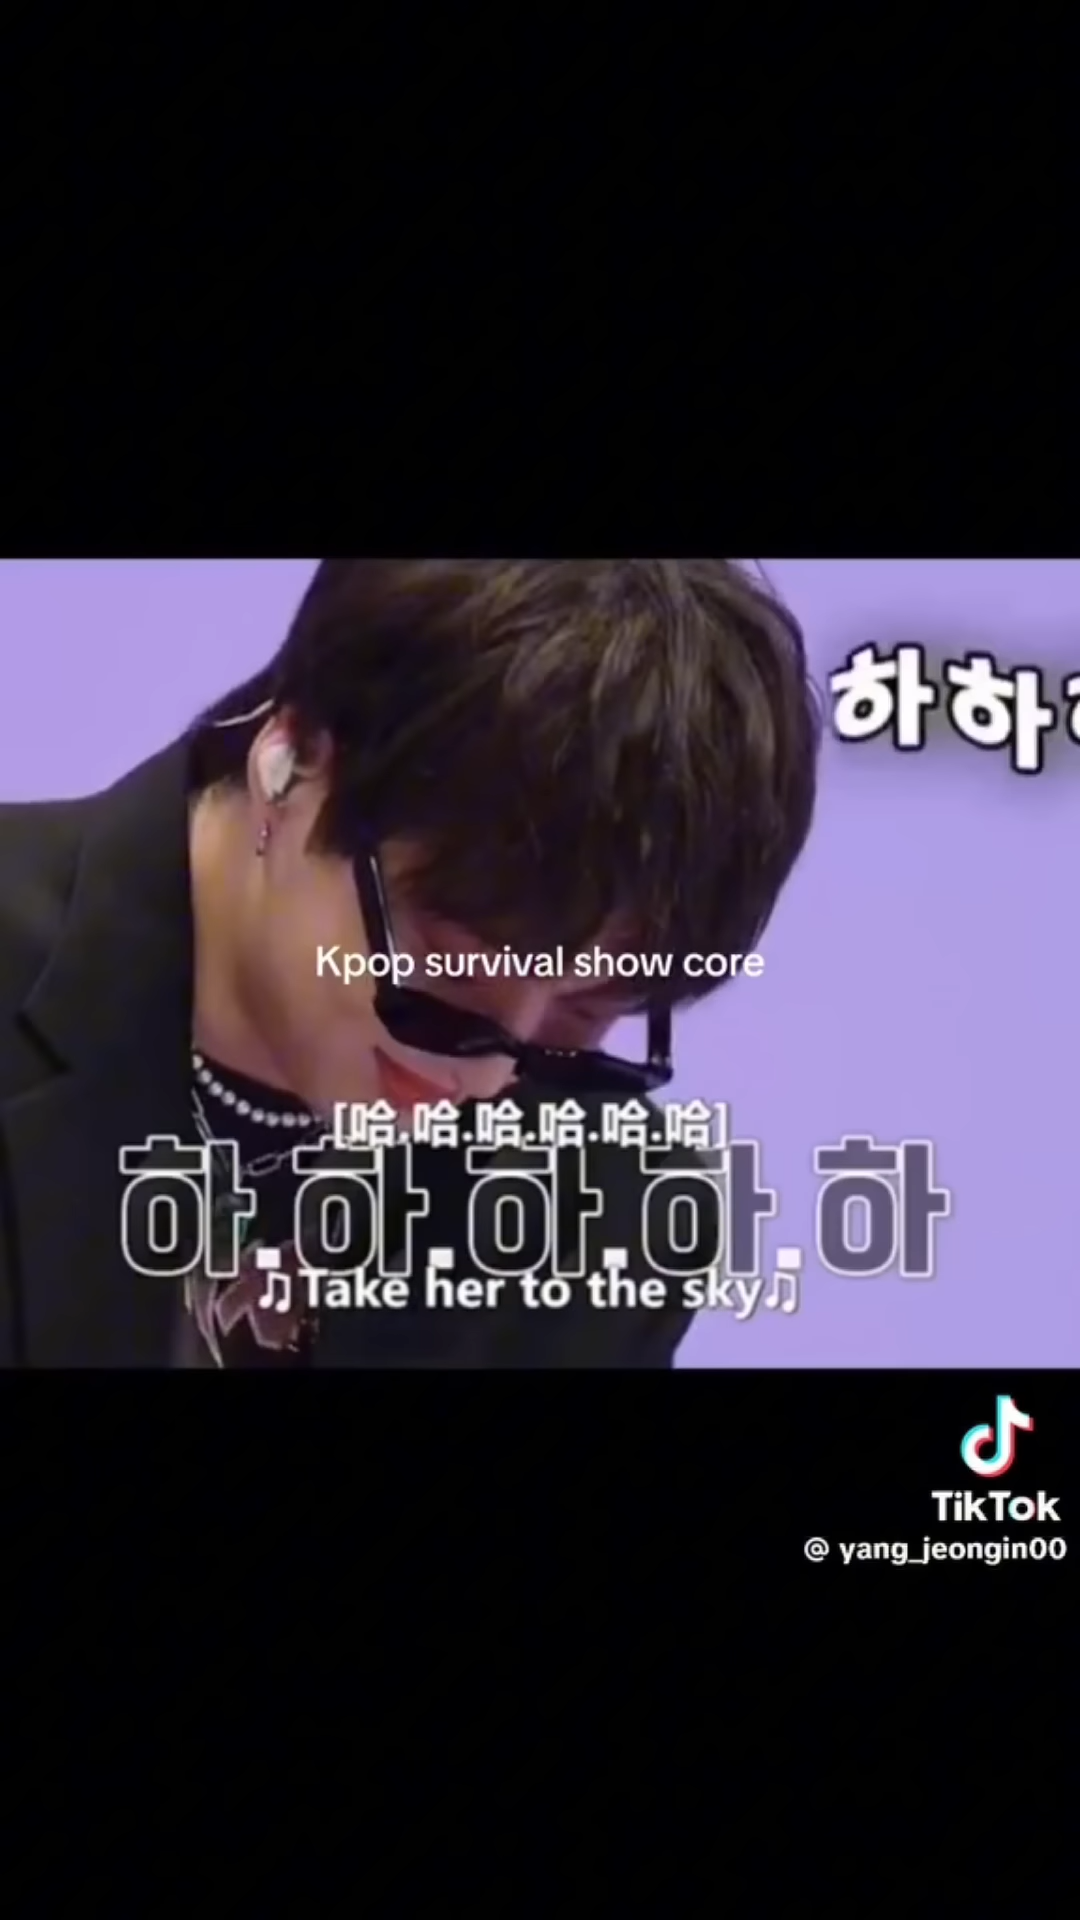 하하
Kpop survival show core
[哈.哈.哈.哈.哈.哈]
하.하.하.하.하
♫Take her to the sky♫
TikTok
@ yang_jeongin00